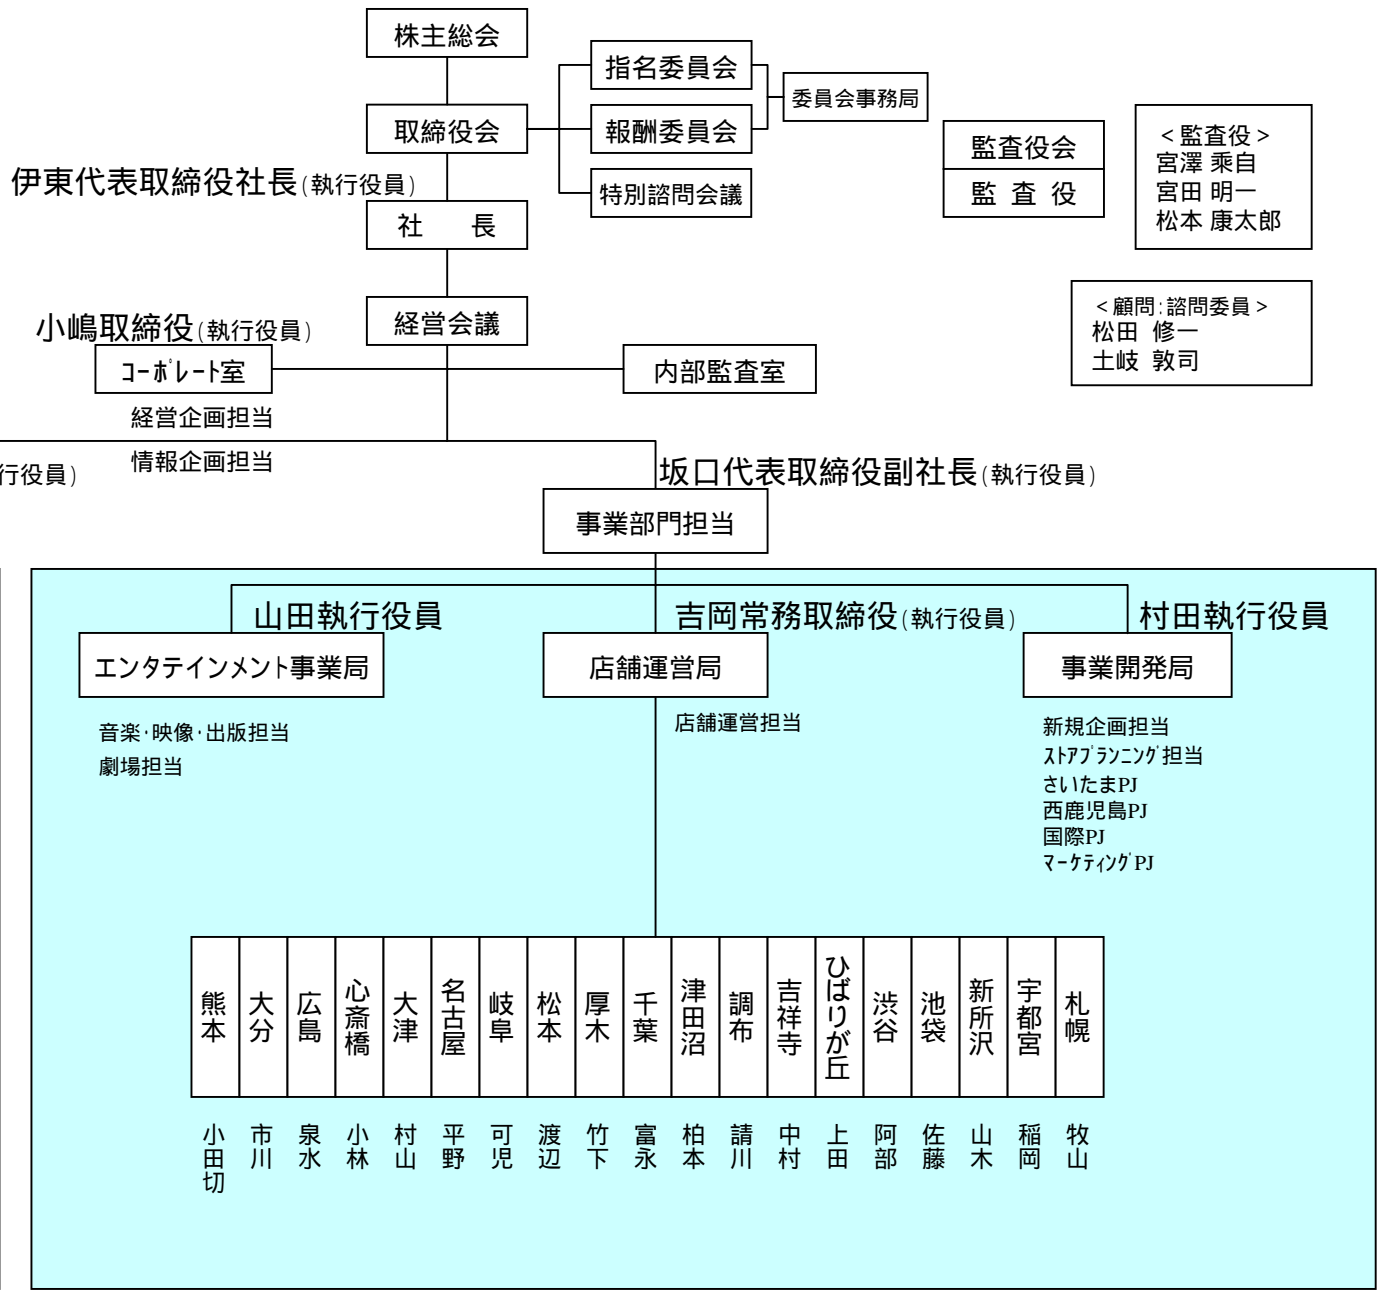 株主総会
指名委員会
委員会事務局
取締役会
報酬委員会
特別諮問会議
監査役会
監 査 役
<監査役>
宮澤 乘自
宮田 明一
松本 康太郎
伊東代表取締役社長(執行役員)
社　長
<顧問:諮問委員>
松田 修一
土岐 敦司
小嶋取締役(執行役員)
経営会議
ｺｰﾎﾟﾚｰﾄ室
内部監査室
経営企画担当
情報企画担当
行役員)
坂口代表取締役副社長(執行役員)
事業部門担当
山田執行役員
吉岡常務取締役(執行役員)
村田執行役員
エンタテインメント事業局
店舗運営局
事業開発局
音楽･映像･出版担当
劇場担当
店舗運営担当
新規企画担当
ｽﾄｱﾌﾟﾗﾝﾆﾝｸﾞ担当
さいたまPJ
西鹿児島PJ
国際PJ
ﾏｰｹﾃｨﾝｸﾞPJ
熊本
大分
広島
心斎橋
大津
名古屋
岐阜
松本
厚木
千葉
津田沼
調布
吉祥寺
ひばりが丘
渋谷
池袋
新所沢
宇都宮
札幌
小田切
市川
泉水
小林
村山
平野
可児
渡辺
竹下
富永
柏本
請川
中村
上田
阿部
佐藤
山木
稲岡
牧山